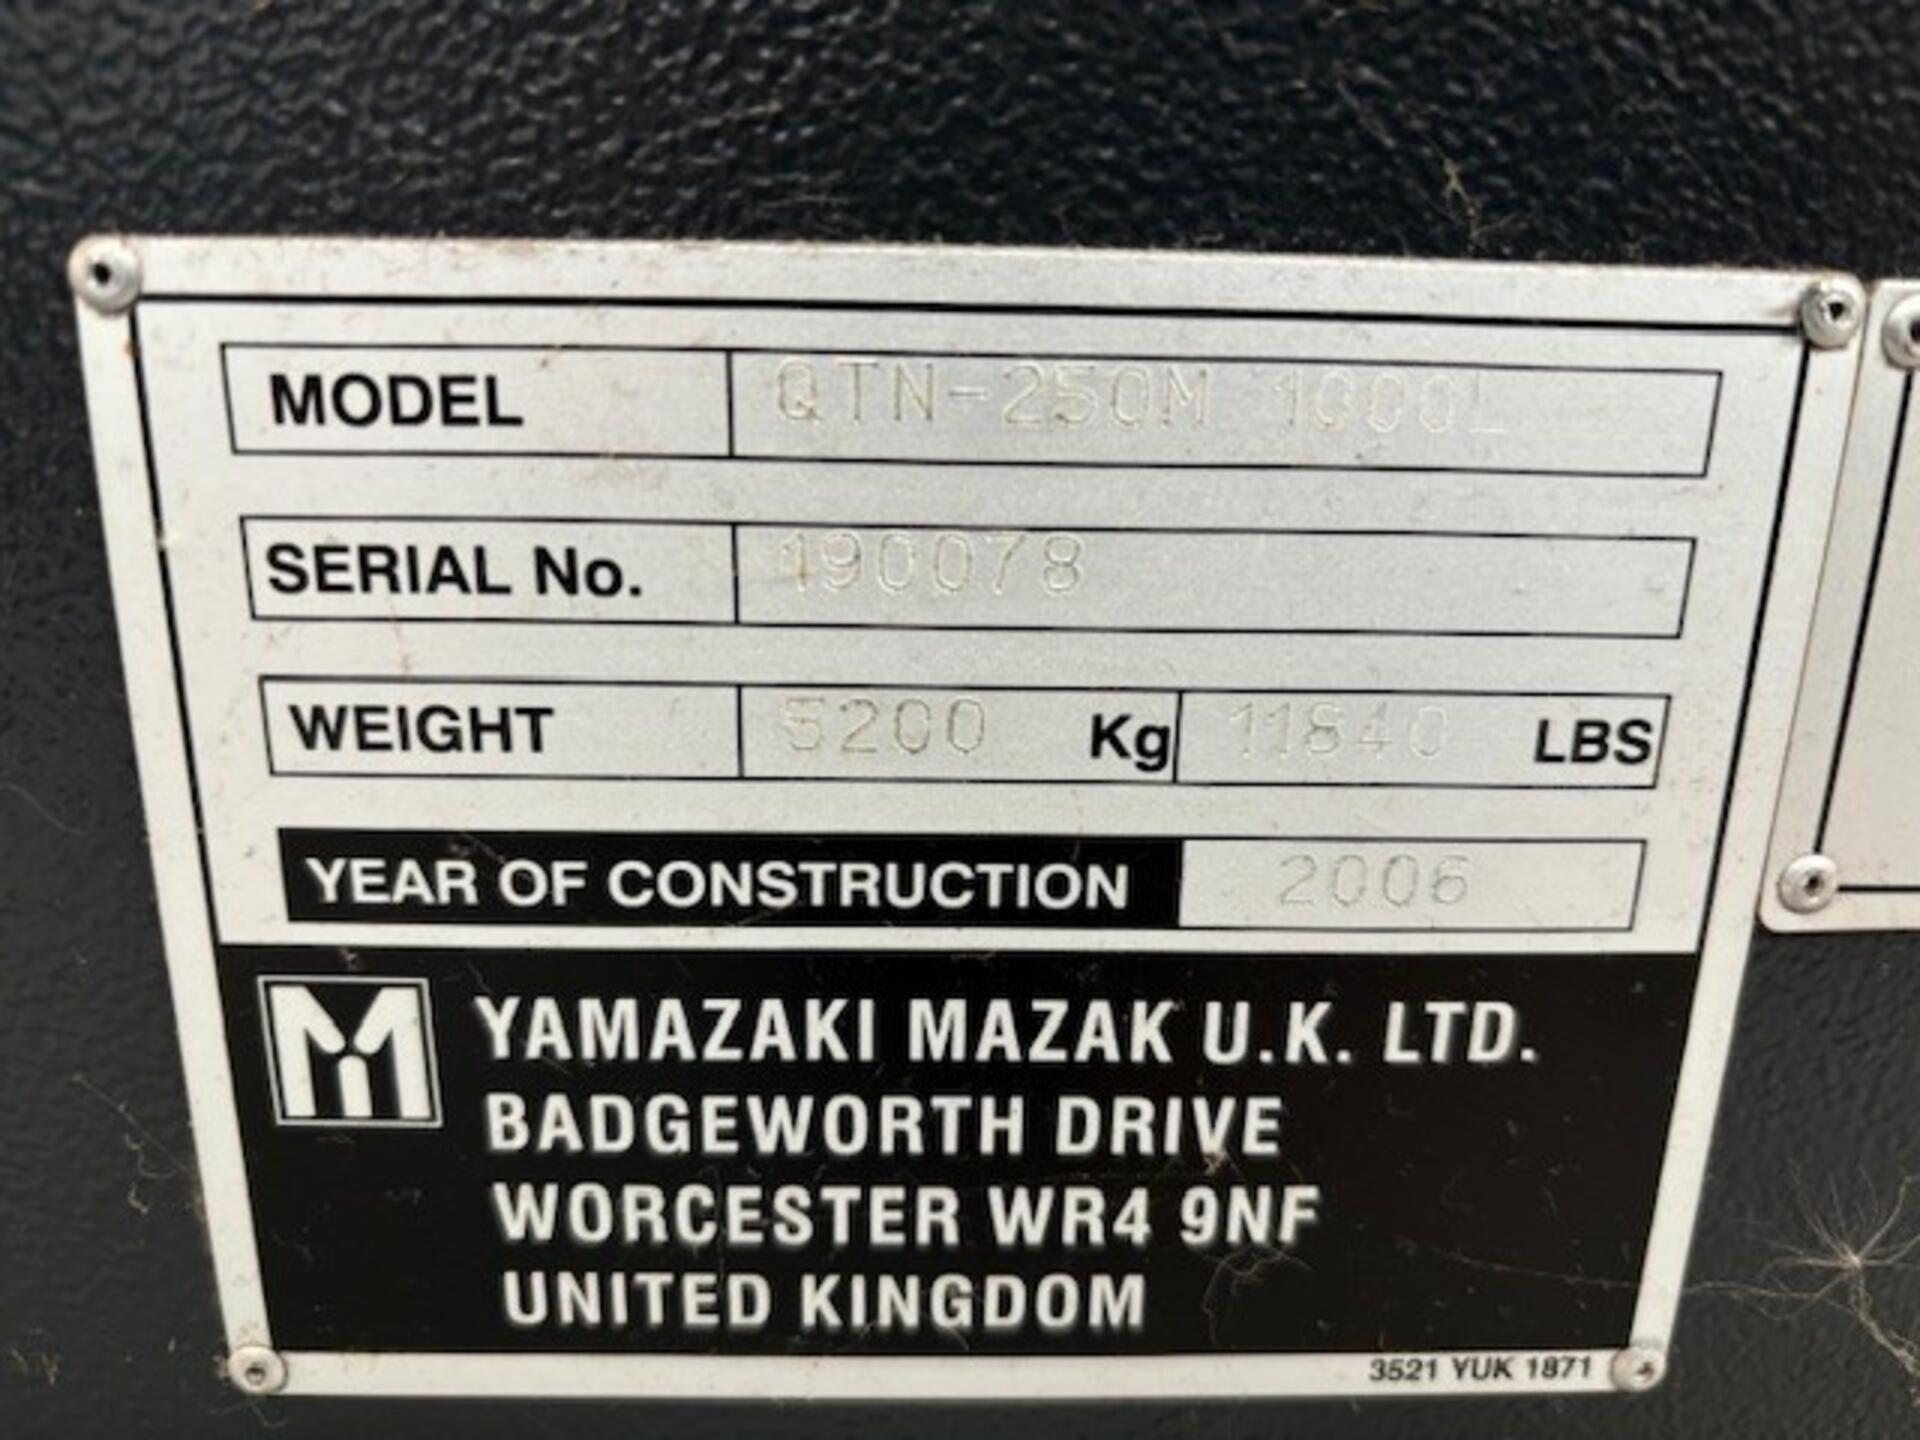 MODEL QTN-250M 1000L
SERIAL No. 190078
WEIGHT 5200 Kg 11840 LBS
YEAR OF CONSTRUCTION 2006
YAMAZAKI MAZAK U.K. LTD.
BADGEWORTH DRIVE
WORCESTER WR4 9NF
UNITED KINGDOM
3521 YUK 1871